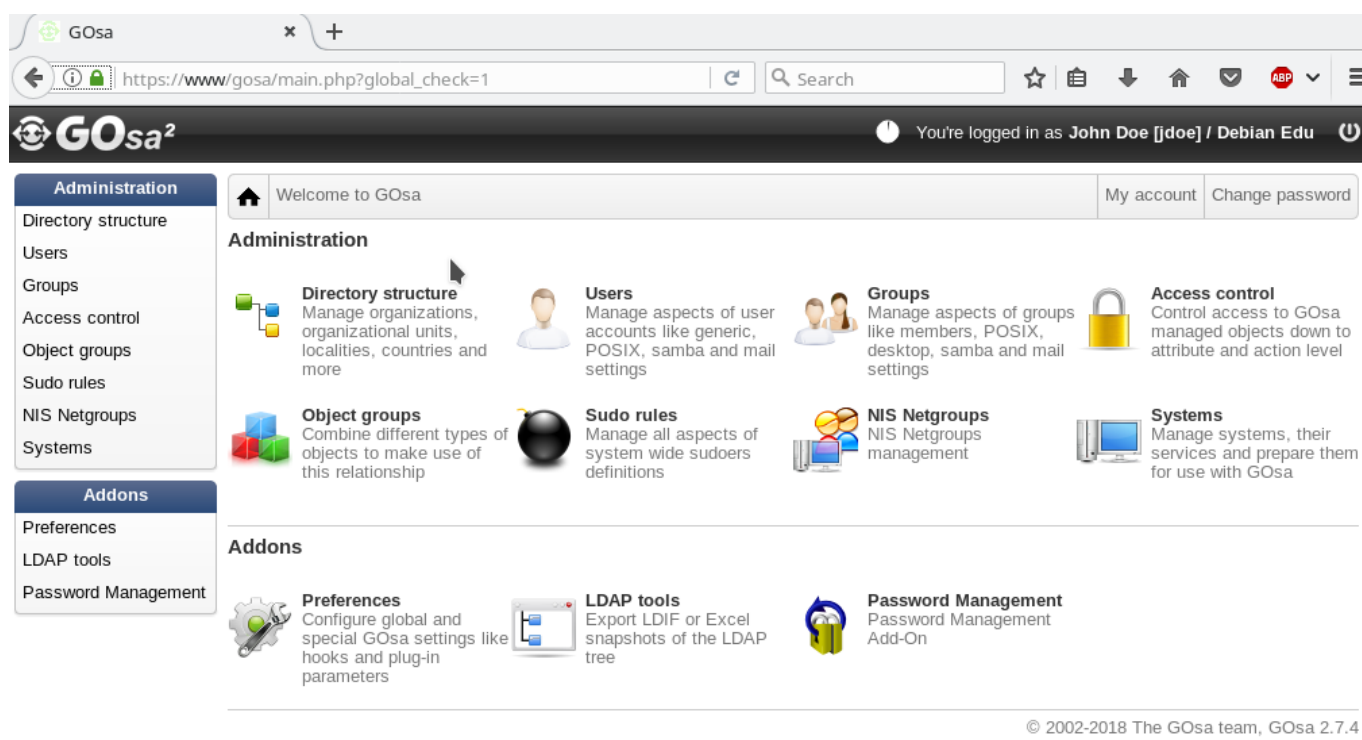 GOsa
https://www/gosa/main.php?global_check=1
Search
ABP
GOsa²
You're logged in as John Doe [jdoe] / Debian Edu
Administration
Directory structure
Users
Groups
Access control
Object groups
Sudo rules
NIS Netgroups
Systems
Addons
Preferences
LDAP tools
Password Management
Welcome to GOsa
My account
Change password
Administration
Directory structure
Manage organizations,
organizational units,
localities, countries and
more
Users
Manage aspects of user
accounts like generic,
POSIX, samba and mail
settings
Groups
Manage aspects of groups
like members, POSIX,
desktop, samba and mail
settings
Access control
Control access to GOsa
managed objects down to
attribute and action level
Object groups
Combine different types of
objects to make use of
this relationship
Sudo rules
Manage all aspects of
system wide sudoers
definitions
NIS Netgroups
NIS Netgroups
management
Systems
Manage systems, their
services and prepare them
for use with GOsa
Addons
Preferences
Configure global and
special GOsa settings like
hooks and plug-in
parameters
LDAP tools
Export LDIF or Excel
snapshots of the LDAP
tree
Password Management
Password Management
Add-On
© 2002-2018 The GOsa team, GOsa 2.7.4